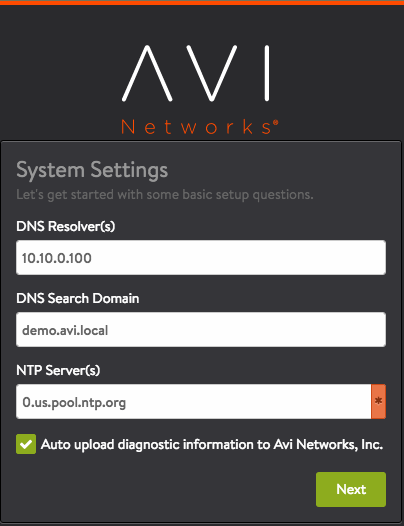 AVI
Networks®
System Settings
Let's get started with some basic setup questions.
DNS Resolver(s)
10.10.0.100
DNS Search Domain
demo.avi.local
NTP Server(s)
0.us.pool.ntp.org
*
Auto upload diagnostic information to Avi Networks, Inc.
Next